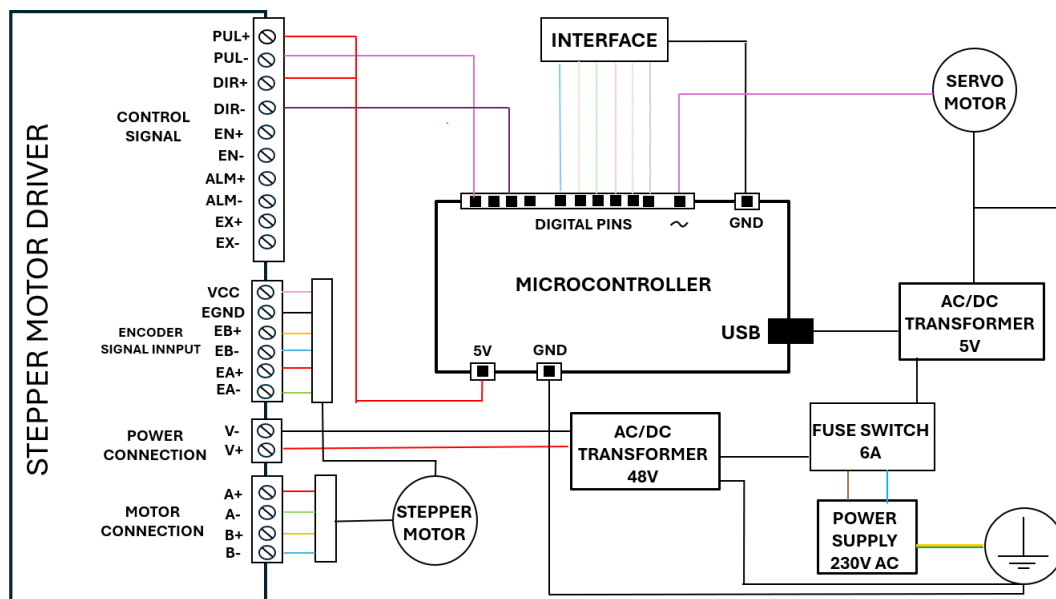 STEPPER MOTOR DRIVER
CONTROL
SIGNAL
PUL+
PUL-
DIR+
DIR-
EN+
EN-
ALM+
ALM-
EX+
EX-
ENCODER
SIGNAL INNPUT
VCC
EGND
EB+
EB-
EA+
EA-
POWER
CONNECTION
V-
V+
MOTOR
CONNECTION
A+
A-
B+
B-
STEPPER
MOTOR
INTERFACE
SERVO
MOTOR
DIGITAL PINS
GND
MICROCONTROLLER
USB
5V
GND
AC/DC
TRANSFORMER
5V
AC/DC
TRANSFORMER
48V
FUSE SWITCH
6A
POWER
SUPPLY
230V AC